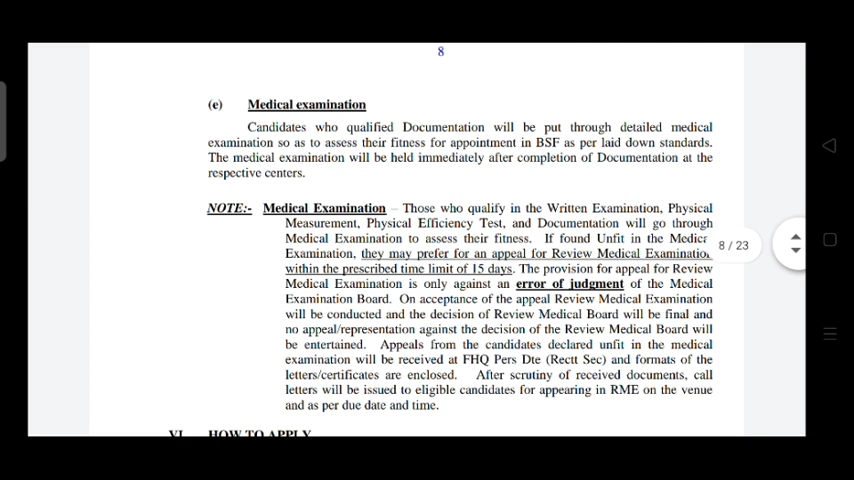 8
(e) Medical examination
Candidates who qualified Documentation will be put through detailed medical
examination so as to assess their fitness for appointment in BSF as per laid down standards.
The medical examination will be held immediately after completion of Documentation at the
respective centers.
NOTE:- Medical Examination – Those who qualify in the Written Examination, Physical
Measurement, Physical Efficiency Test, and Documentation will go through
Medical Examination to assess their fitness. If found Unfit in the
Examination, they may prefer for an appeal for Review Medical
within the prescribed time limit of 15 days. The provision for appeal for Review
Medical Examination is only against an error of judgment of the Medical
Examination Board. On acceptance of the appeal Review Medical Examination
will be conducted and the decision of Review Medical Board will be final and
no appeal/representation against the decision of the Review Medical Board will
be entertained. Appeals from the candidates declared unfit in the medical
examination will be received at FHQ Pers Dte (Rectt Sec) and formats of the
letters/certificates are enclosed. After scrutiny of received documents, call
letters will be issued to eligible candidates for appearing in RME on the venue
and as per due date and time.
8 / 23
VI HOW TO APPLY